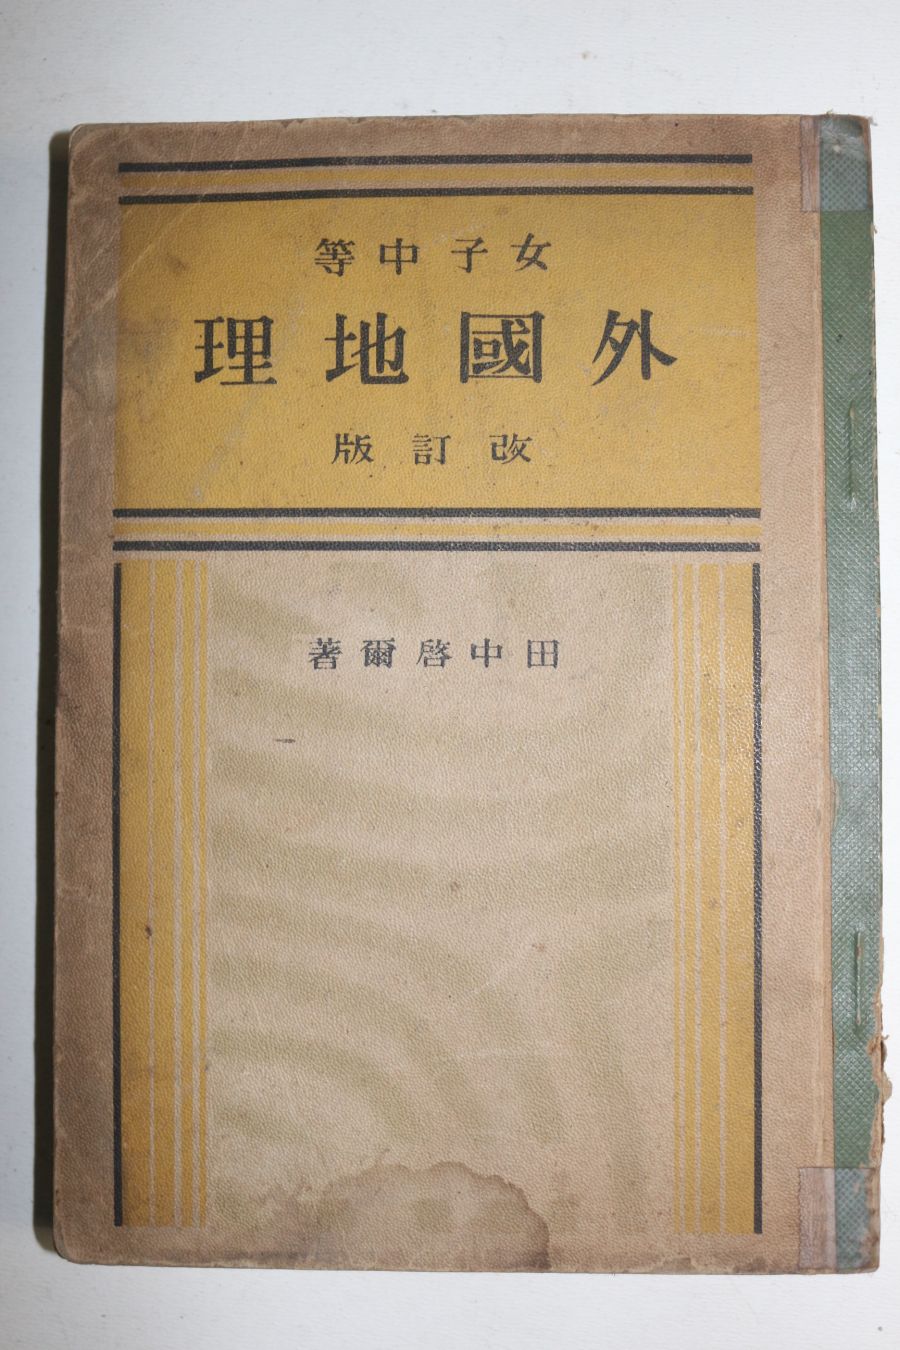 女子中等
外國地理
改訂版
田中啓爾著